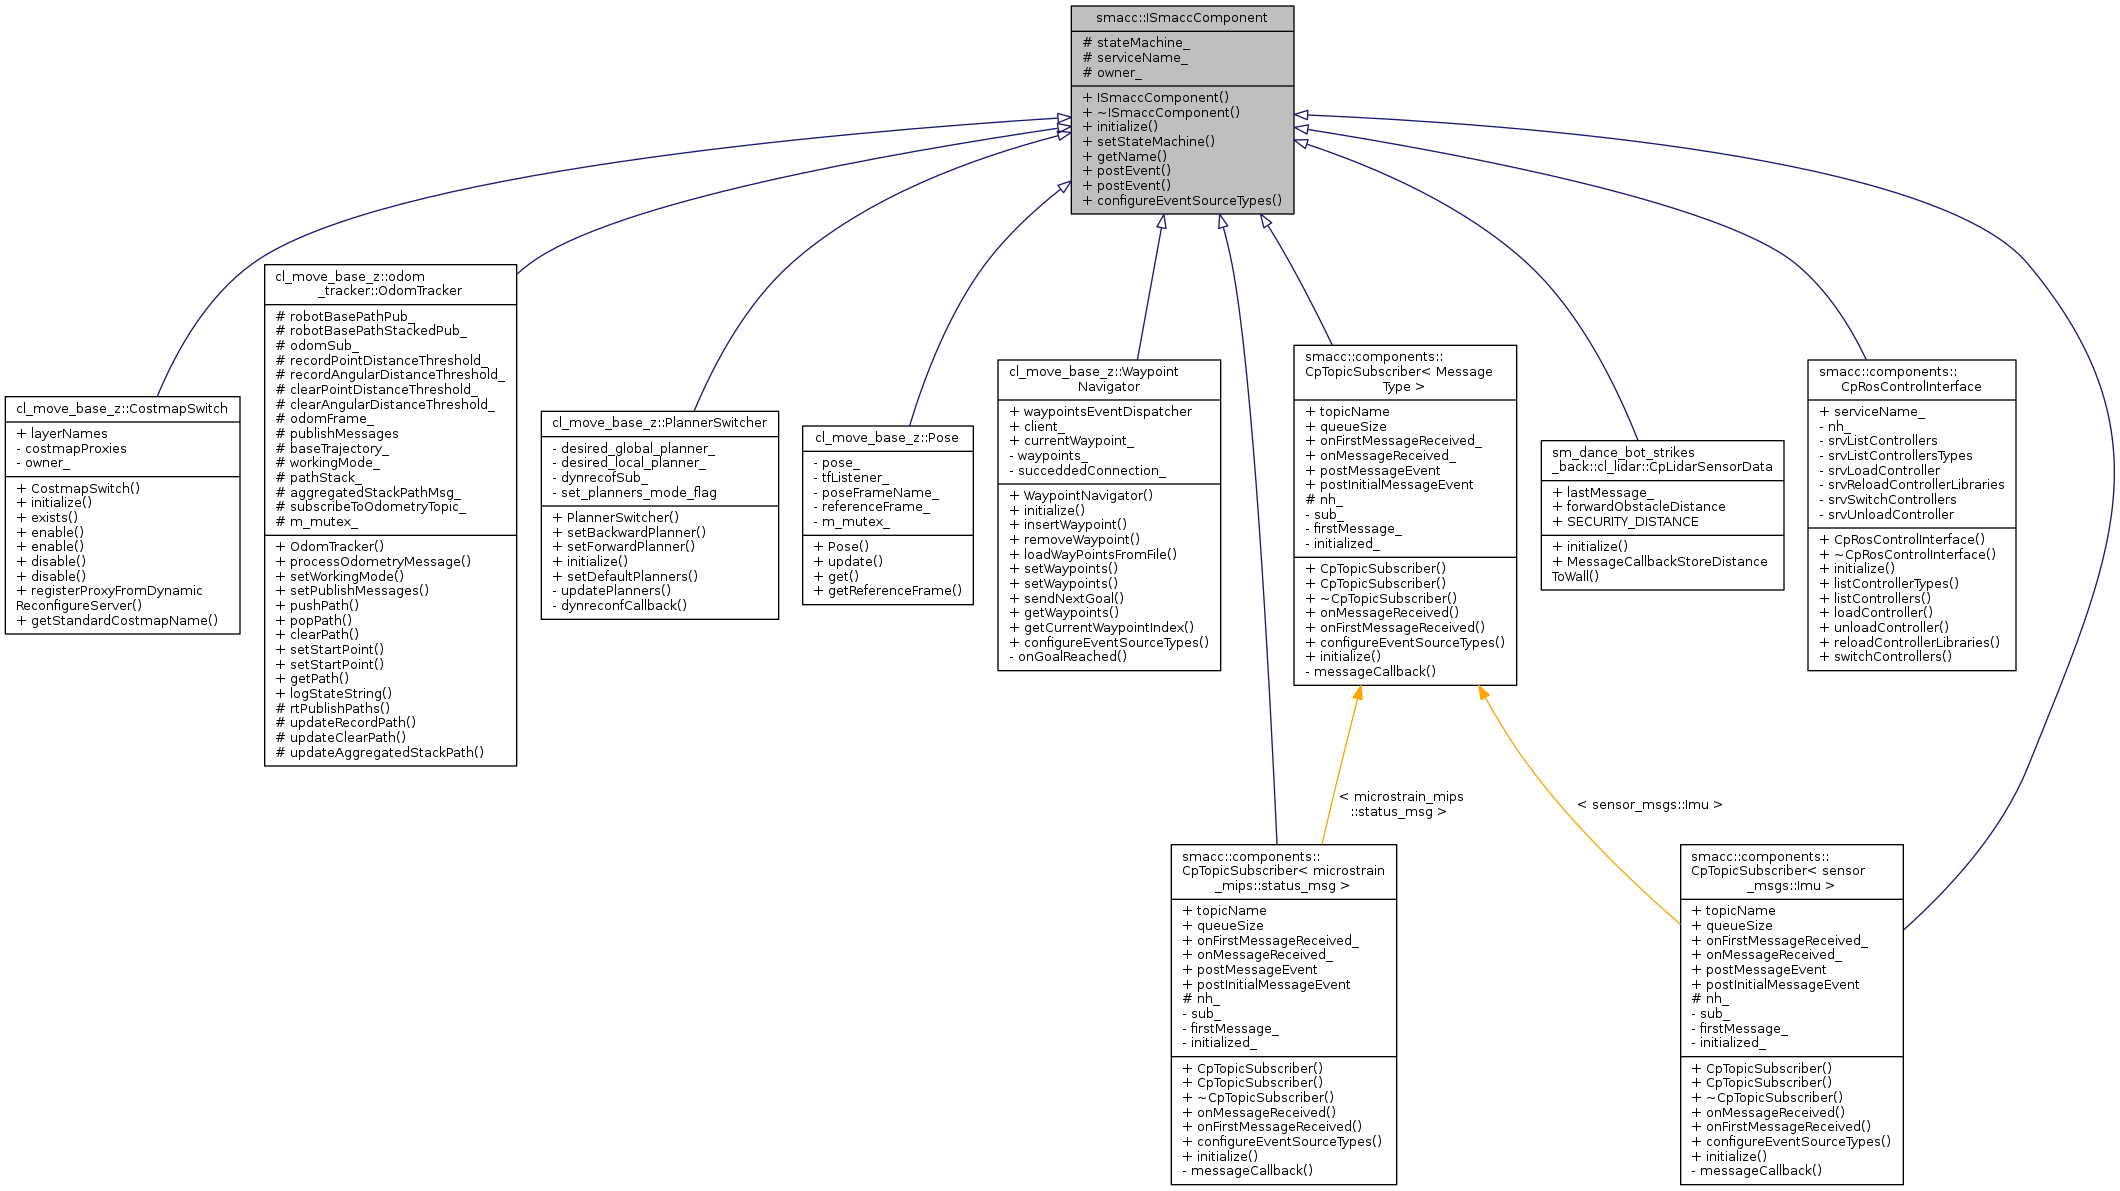 smacc::ISmaccComponent
# stateMachine_
# serviceName_
# owner_
+ ISmaccComponent()
+ ~ISmaccComponent()
+ initialize()
+ setStateMachine()
+ getName()
+ postEvent()
+ postEvent()
+ configureEventSourceTypes()
cl_move_base_z::CostmapSwitch
+ layerNames
- costmapProxies
- owner_
+ CostmapSwitch()
+ initialize()
+ exists()
+ enable()
+ enable()
+ disable()
+ disable()
+ registerProxyFromDynamic
ReconfigureServer()
+ getStandardCostmapName()
cl_move_base_z::odom
_tracker::OdomTracker
# robotBasePathPub_
# robotBasePathStackedPub_
# odomSub_
# recordPointDistanceThreshold_
# recordAngularDistanceThreshold_
# clearPointDistanceThreshold_
# clearAngularDistanceThreshold_
# odomFrame_
# publishMessages
# baseTrajectory_
# workingMode_
# pathStack_
# aggregatedStackPathMsg_
# subscribeToOdometryTopic_
# m_mutex_
+ OdomTracker()
+ processOdometryMessage()
+ setWorkingMode()
+ setPublishMessages()
+ pushPath()
+ popPath()
+ clearPath()
+ setStartPoint()
+ setStartPoint()
+ getPath()
+ logStateString()
# rtPublishPaths()
# updateRecordPath()
# updateClearPath()
# updateAggregatedStackPath()
cl_move_base_z::PlannerSwitcher
- desired_global_planner_
- desired_local_planner_
- dynrecofSub_
- set_planners_mode_flag
+ PlannerSwitcher()
+ setBackwardPlanner()
+ setForwardPlanner()
+ initialize()
+ setDefaultPlanners()
- updatePlanners()
- dynreconfCallback()
cl_move_base_z::Pose
- pose_
- tfListener_
- poseFrameName_
- referenceFrame_
- m_mutex_
+ Pose()
+ update()
+ get()
+ getReferenceFrame()
cl_move_base_z::Waypoint
Navigator
+ waypointsEventDispatcher
+ client_
+ currentWaypoint_
- waypoints_
- succeddedConnection_
+ WaypointNavigator()
+ initialize()
+ insertWaypoint()
+ removeWaypoint()
+ loadWayPointsFromFile()
+ setWaypoints()
+ setWaypoints()
+ sendNextGoal()
+ getWaypoints()
+ getCurrentWaypointIndex()
+ configureEventSourceTypes()
- onGoalReached()
smacc::components::
CpTopicSubscriber< Message
Type >
+ topicName
+ queueSize
+ onFirstMessageReceived_
+ onMessageReceived_
+ postMessageEvent
+ postInitialMessageEvent
# nh_
- sub_
- firstMessage_
- initialized_
+ CpTopicSubscriber()
+ CpTopicSubscriber()
+ ~CpTopicSubscriber()
+ onMessageReceived()
+ onFirstMessageReceived()
+ configureEventSourceTypes()
+ initialize()
- messageCallback()
sm_dance_bot_strikes
_back::cl_lidar::CpLidarSensorData
+ lastMessage_
+ forwardObstacleDistance
+ SECURITY_DISTANCE
+ initialize()
+ MessageCallbackStoreDistance
ToWall()
smacc::components::
CpRosControlInterface
+ serviceName_
- nh_
- srvListControllers
- srvListControllersTypes
- srvLoadController
- srvReloadControllerLibraries
- srvSwitchControllers
- srvUnloadController
+ CpRosControlInterface()
+ ~CpRosControlInterface()
+ initialize()
+ listControllerTypes()
+ listControllers()
+ loadController()
+ unloadController()
+ reloadControllerLibraries()
+ switchControllers()
< microstrain_mips
::status_msg >
< sensor_msgs::Imu >
smacc::components::
CpTopicSubscriber< microstrain
_mips::status_msg >
+ topicName
+ queueSize
+ onFirstMessageReceived_
+ onMessageReceived_
+ postMessageEvent
+ postInitialMessageEvent
# nh_
- sub_
- firstMessage_
- initialized_
+ CpTopicSubscriber()
+ CpTopicSubscriber()
+ ~CpTopicSubscriber()
+ onMessageReceived()
+ onFirstMessageReceived()
+ configureEventSourceTypes()
+ initialize()
- messageCallback()
smacc::components::
CpTopicSubscriber< sensor
_msgs::Imu >
+ topicName
+ queueSize
+ onFirstMessageReceived_
+ onMessageReceived_
+ postMessageEvent
+ postInitialMessageEvent
# nh_
- sub_
- firstMessage_
- initialized_
+ CpTopicSubscriber()
+ CpTopicSubscriber()
+ ~CpTopicSubscriber()
+ onMessageReceived()
+ onFirstMessageReceived()
+ configureEventSourceTypes()
+ initialize()
- messageCallback()